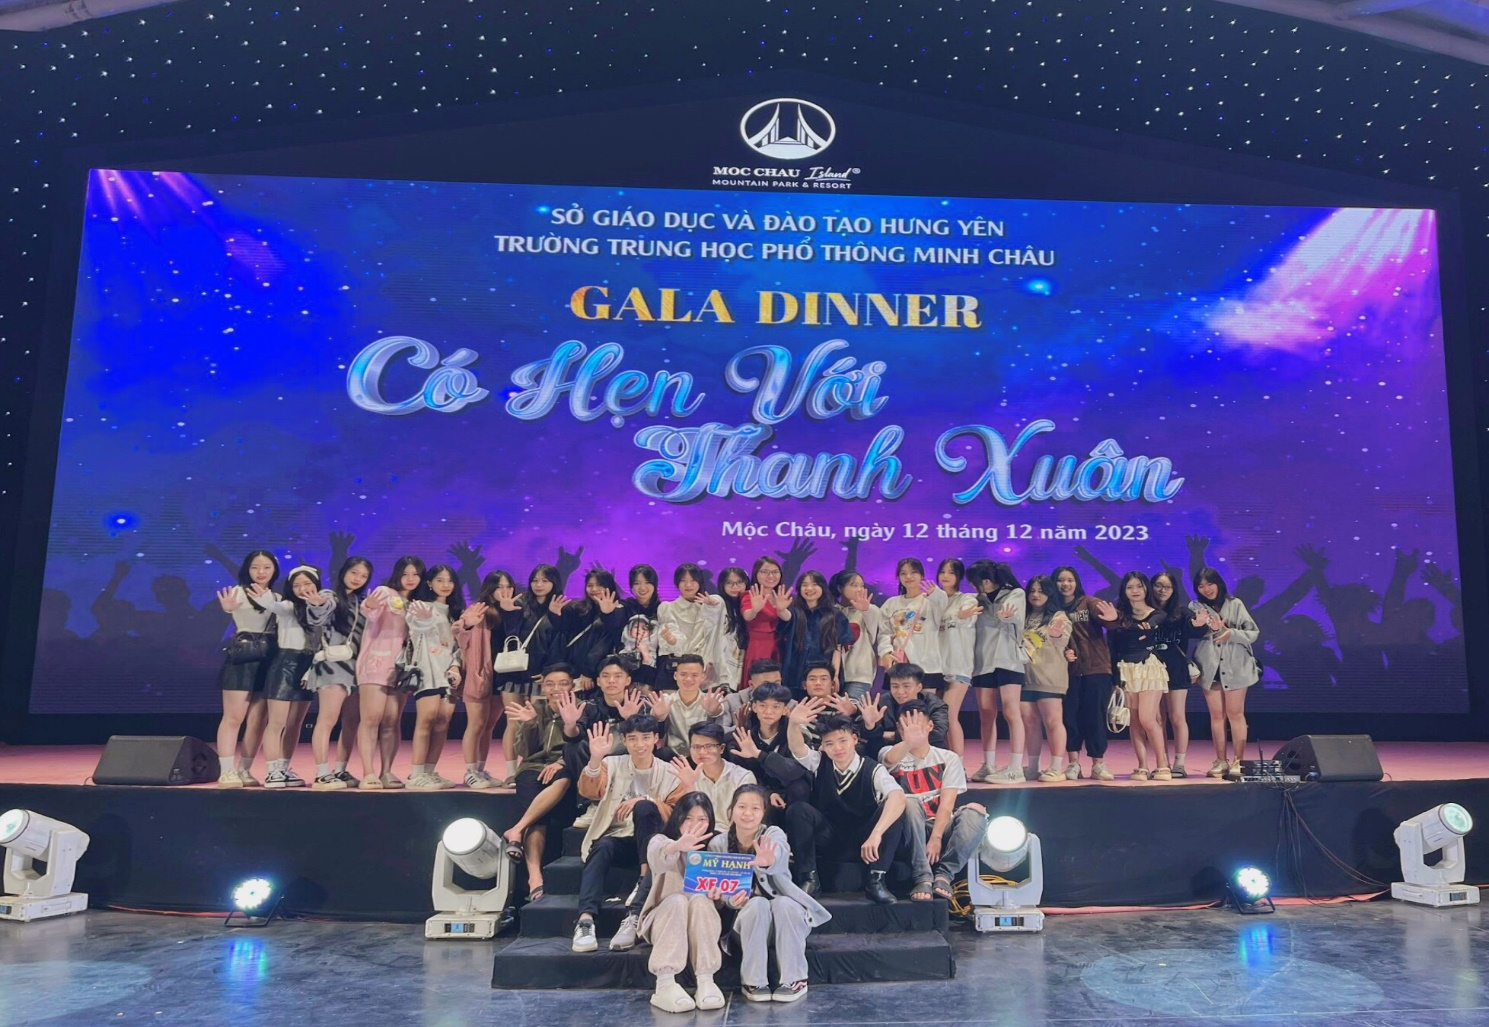 MOC CHAU Island®
MOUNTAIN PARK & RESORT
SỞ GIÁO DỤC VÀ ĐÀO TẠO HƯNG YÊN
TRƯỜNG TRUNG HỌC PHỔ THÔNG MINH CHÂU
GALA DINNER
Có Hẹn Với
Thanh Xuân
Mộc Châu, ngày 12 tháng 12 năm 2023
MỸ HẠNH
XE 07